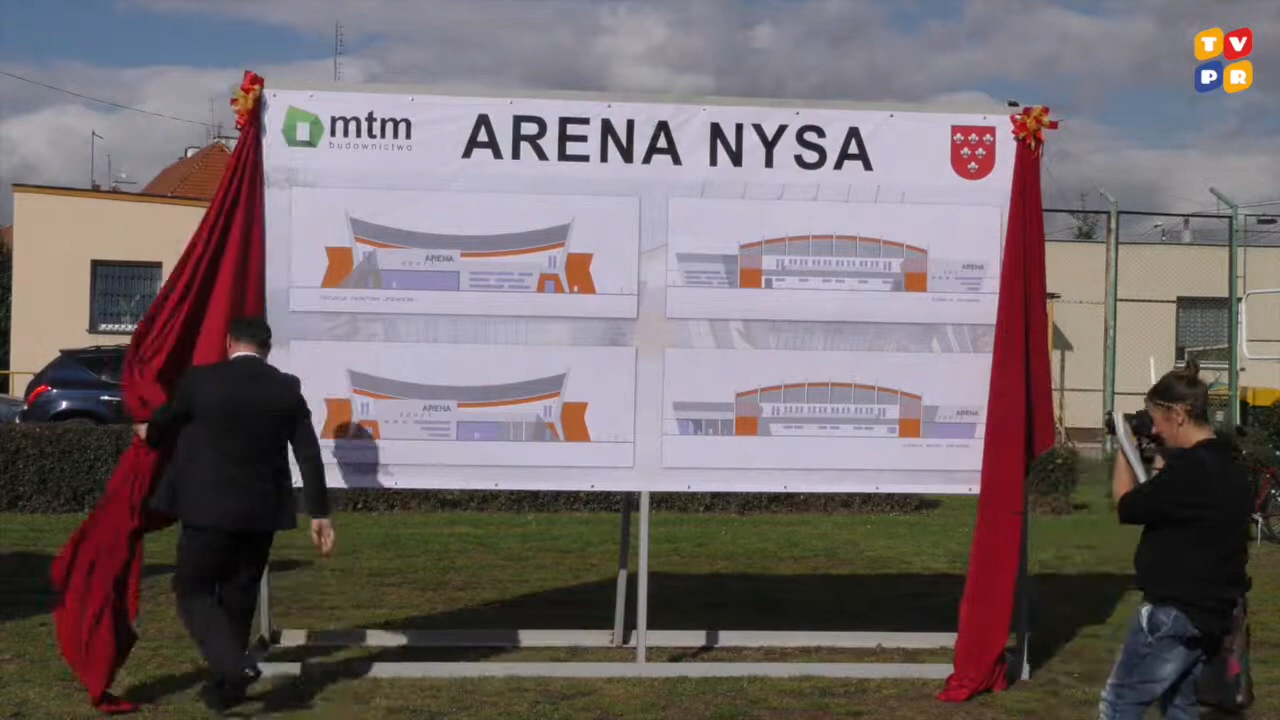 TV
PR
mtm
budownictwo
ARENA NYSA
ARENA
ARENA
ARENA
ARENA